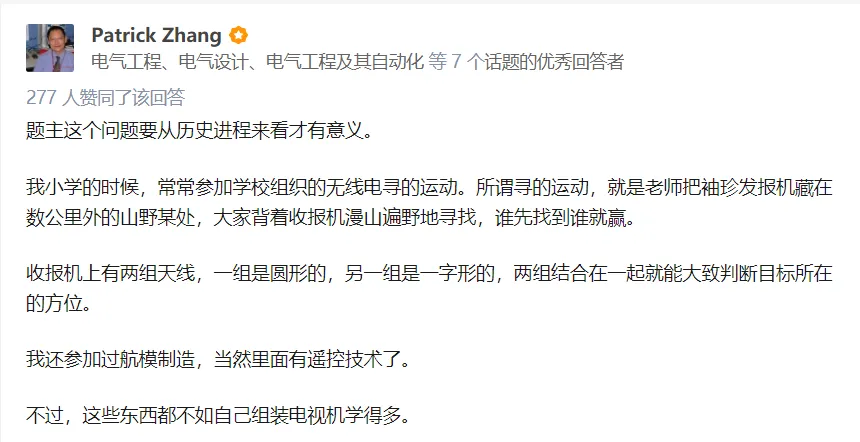 Patrick Zhang
电气工程、电气设计、电气工程及其自动化 等 7 个话题的优秀回答者
277 人赞同了该回答
题主这个问题要从历史进程来看才有意义。
我小学的时候，常常参加学校组织的无线电寻的运动。所谓寻的运动，就是老师把袖珍发报机藏在
数公里外的山野某处，大家背着收报机漫山遍野地寻找，谁先找到谁就赢。
收报机上有两组天线，一组是圆形的，另一组是一字形的，两组结合在一起就能大致判断目标所在
的方位。
我还参加过航模制造，当然里面有遥控技术了。
不过，这些东西都不如自己组装电视机学得多。